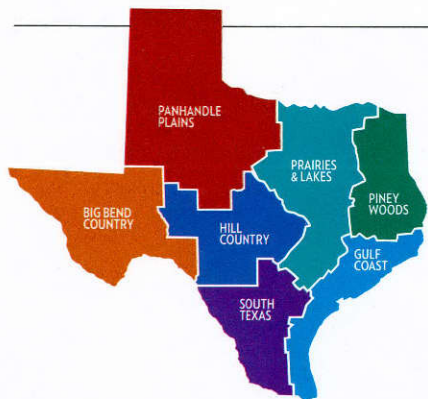 PANHANDLE
PLAINS
PRAIRIES
& LAKES
PINEY
WOODS
BIG BEND
COUNTRY
HILL
COUNTRY
GULF
COAST
SOUTH
TEXAS